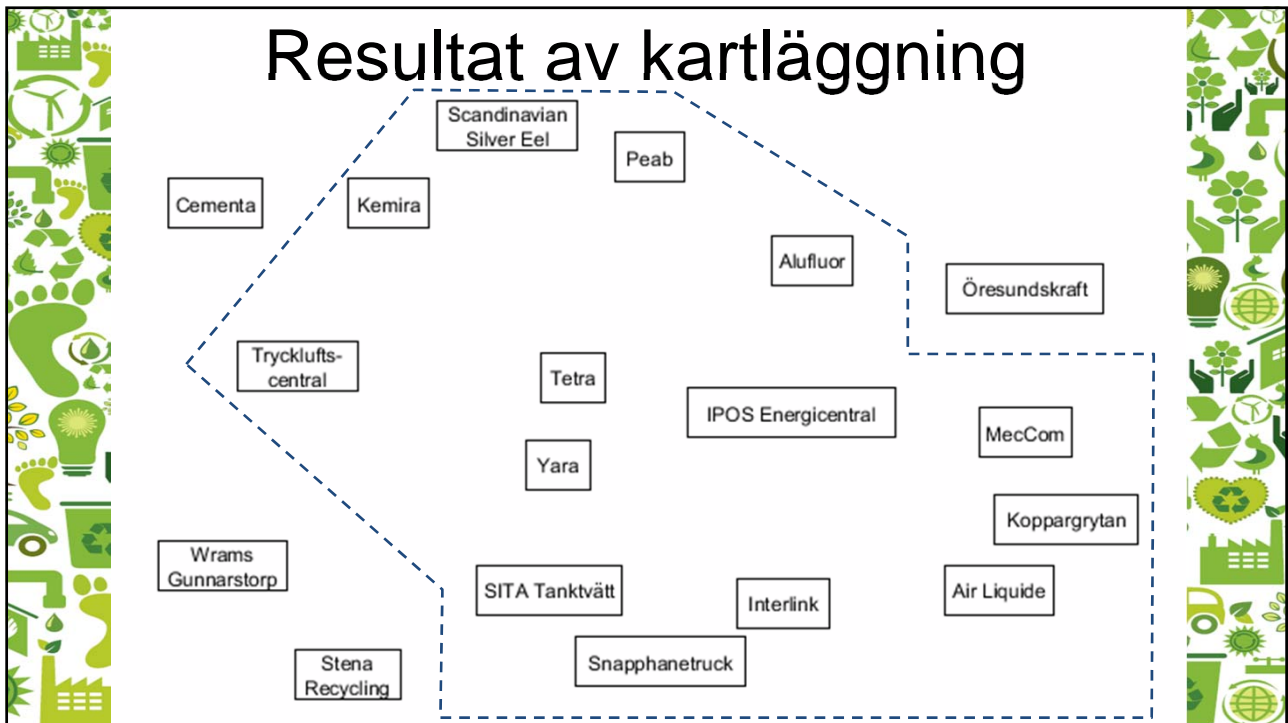 Resultat av kartläggning
Scandinavian
Silver Eel
Peab
Cementa
Kemira
Alufluor
Öresundskraft
Trycklufts-
central
Tetra
IPOS Energicentral
MecCom
Yara
Koppargrytan
Wrams
Gunnarstorp
SITA Tanktvätt
Interlink
Air Liquide
Snapphanetruck
Stena
Recycling